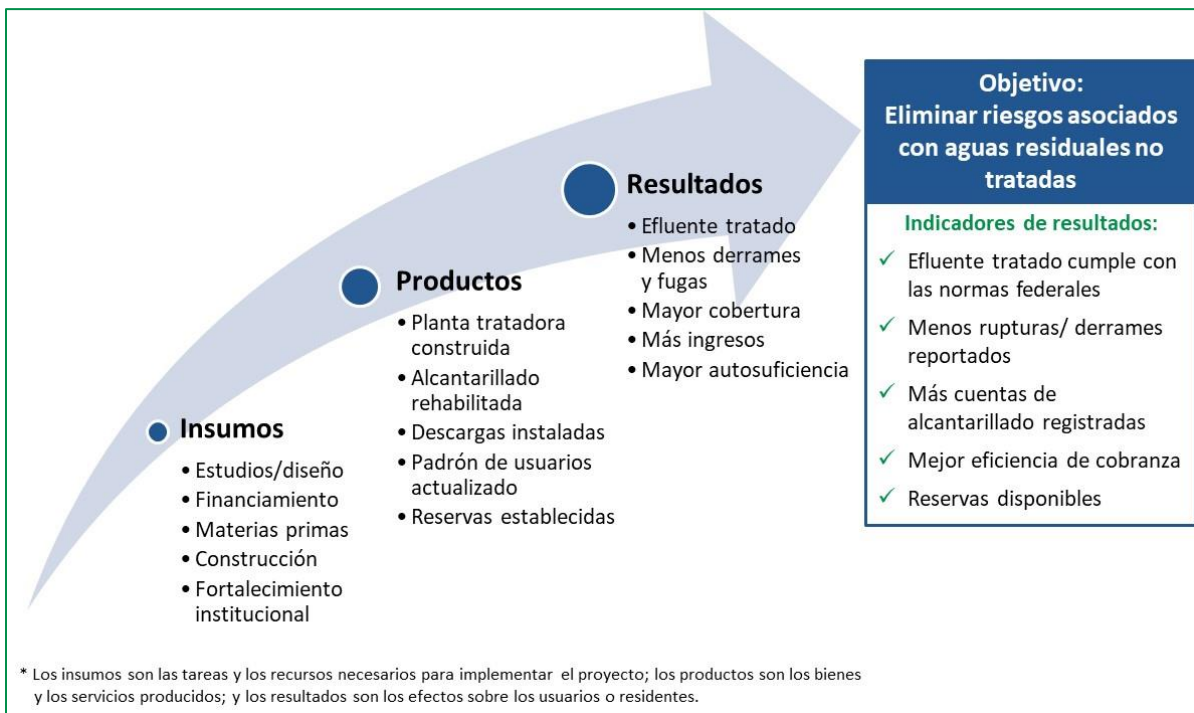 Insumos
• Estudios/diseño
• Financiamiento
• Materias primas
• Construcción
• Fortalecimiento
institucional
Productos
• Planta tratadora
construida
• Alcantarillado
rehabilitada
• Descargas instaladas
• Padrón de usuarios
actualizado
• Reservas establecidas
Resultados
• Efluente tratado
• Menos derrames
y fugas
• Mayor cobertura
• Más ingresos
• Mayor autosuficiencia
Objetivo:
Eliminar riesgos asociados
con aguas residuales no
tratadas
Indicadores de resultados:
✓ Efluente tratado cumple con
las normas federales
✓ Menos rupturas/ derrames
reportados
✓ Más cuentas de
alcantarillado registradas
✓ Mejor eficiencia de cobranza
✓ Reservas disponibles
* Los insumos son las tareas y los recursos necesarios para implementar el proyecto; los productos son los bienes
y los servicios producidos; y los resultados son los efectos sobre los usuarios o residentes.